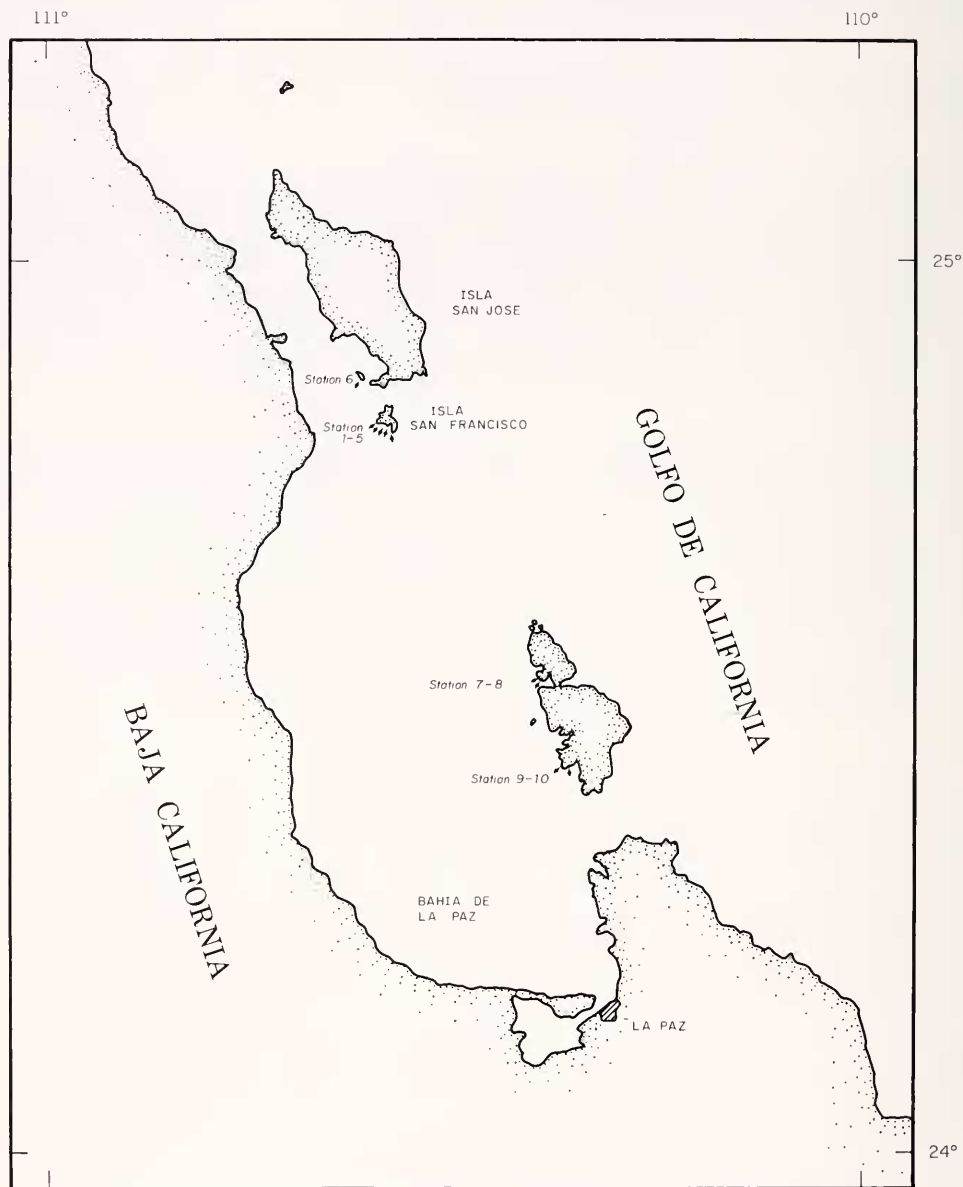 111°
110°
25°
ISLA
SAN JOSE
Station 6
ISLA
SAN FRANCISCO
Station
1-5
GOLFO DE CALIFORNIA
Station 7-8
BAJA CALIFORNIA
Station 9-10
BAHIA DE
LA PAZ
LA PAZ
24°